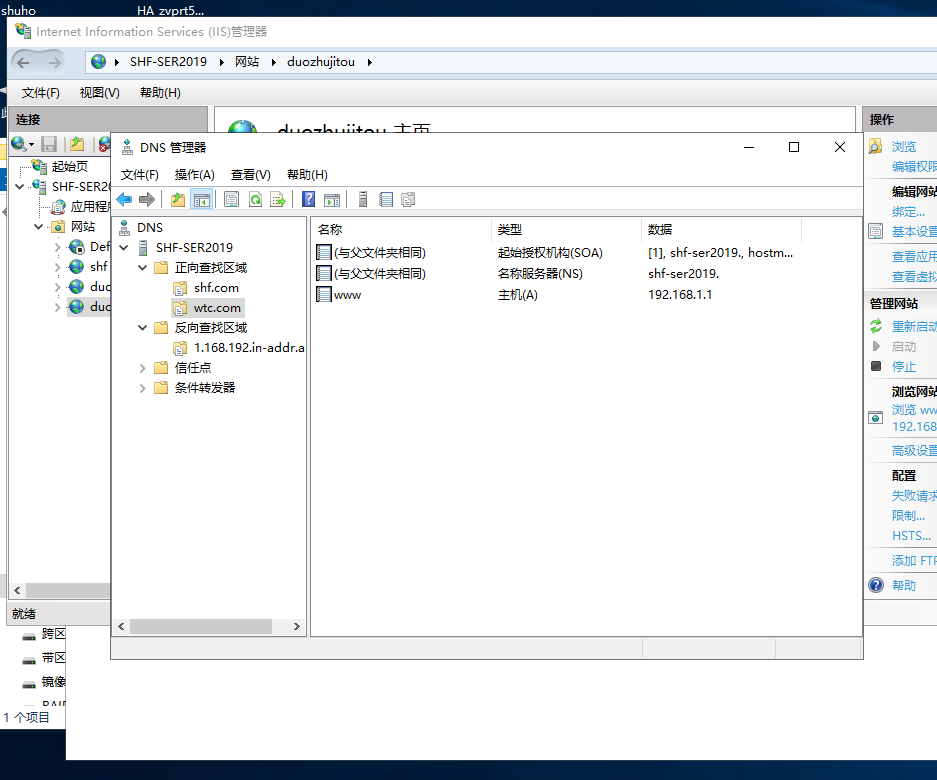 shuho
HA_zvprt5...
Internet Information Services (IIS)管理器
SHF-SER2019
网站
duozhujitou
文件(F)
视图(V)
帮助(H)
连接
duozhujitou 主页
操作
起始页
SHF-SER20
应用程
网站
Def
shf
duo
duo
就绪
DNS 管理器
文件(F)
操作(A)
查看(V)
帮助(H)
DNS
SHF-SER2019
正向查找区域
shf.com
wtc.com
反向查找区域
1.168.192.in-addr.a
信任点
条件转发器
名称
类型
数据
(与父文件夹相同)
起始授权机构(SOA)
[1], shf-ser2019., hostm...
(与父文件夹相同)
名称服务器(NS)
shf-ser2019.
www
主机(A)
192.168.1.1
浏览
编辑权限
编辑网站
绑定...
基本设置
查看应用
查看虚拟
管理网站
重新启动
启动
停止
浏览网站
浏览 ww
192.168
高级设置
配置
失败请求
限制...
HSTS...
添加 FTP
帮助
跨区
带区
镜像
RAID
1 个项目